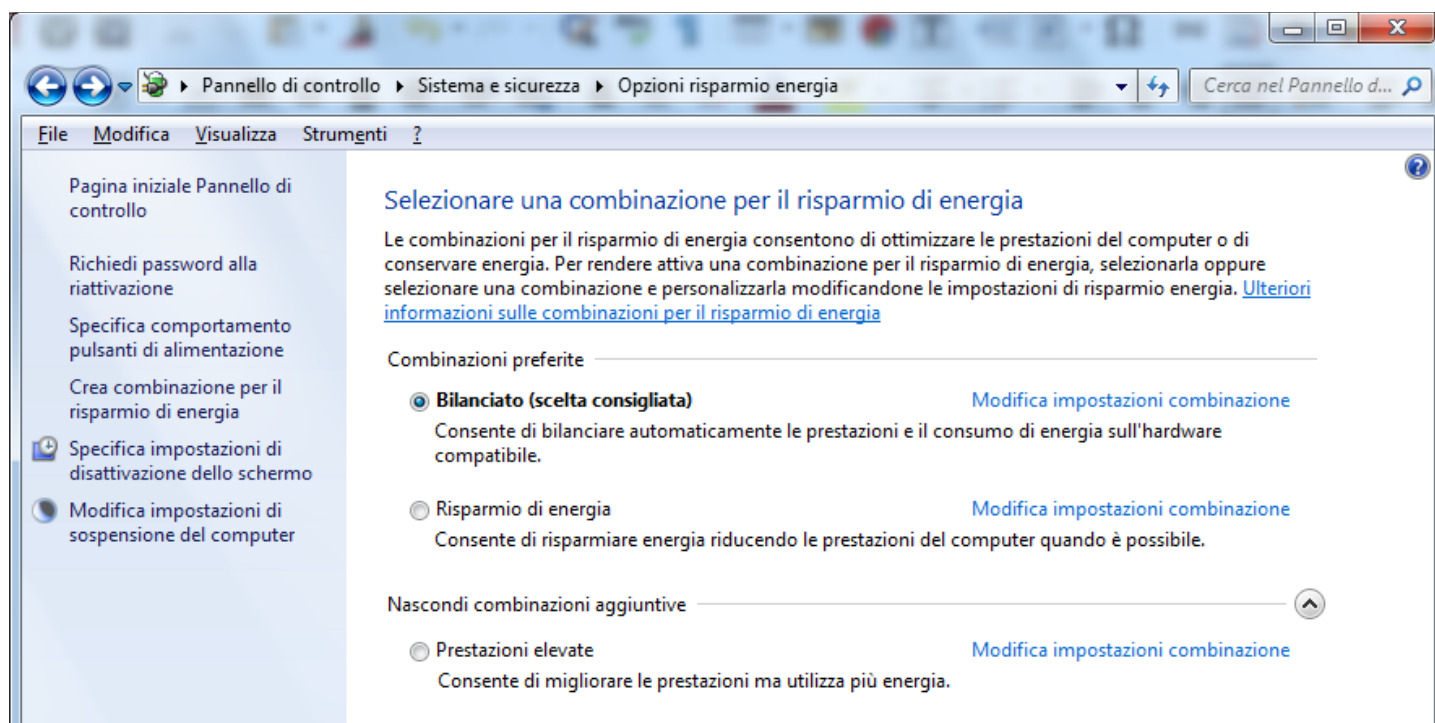 Pannello di controllo ▸ Sistema e sicurezza ▸ Opzioni risparmio energia
Cerca nel Pannello d...
File Modifica Visualizza Strumenti ?
Pagina iniziale Pannello di
controllo
Richiedi password alla
riattivazione
Specifica comportamento
pulsanti di alimentazione
Crea combinazione per il
risparmio di energia
Specifica impostazioni di
disattivazione dello schermo
Modifica impostazioni di
sospensione del computer
Selezionare una combinazione per il risparmio di energia
Le combinazioni per il risparmio di energia consentono di ottimizzare le prestazioni del computer o di
conservare energia. Per rendere attiva una combinazione per il risparmio di energia, selezionarla oppure
selezionare una combinazione e personalizzarla modificandone le impostazioni di risparmio energia. Ulteriori
informazioni sulle combinazioni per il risparmio di energia
Combinazioni preferite
Bilanciato (scelta consigliata) Modifica impostazioni combinazione
Consente di bilanciare automaticamente le prestazioni e il consumo di energia sull'hardware
compatibile.
Risparmio di energia Modifica impostazioni combinazione
Consente di risparmiare energia riducendo le prestazioni del computer quando è possibile.
Nascondi combinazioni aggiuntive
Prestazioni elevate Modifica impostazioni combinazione
Consente di migliorare le prestazioni ma utilizza più energia.